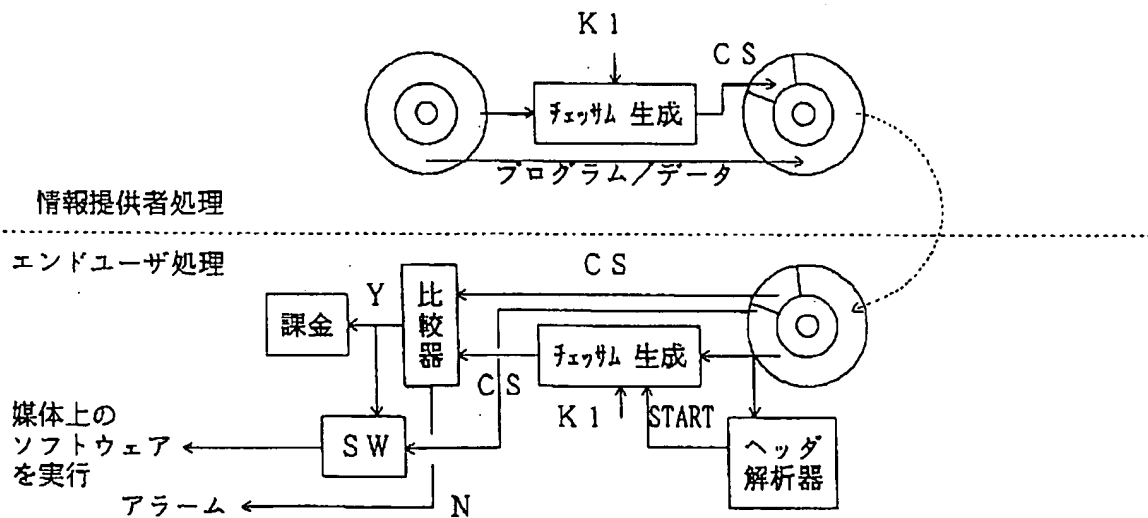 K1
CS
チェッサム 生成
プログラム/データ
情報提供者処理
エンドユーザ処理
CS
Y
比較器
課金
チェッサム 生成
CS
K1
START
媒体上の
ソフトウェア
を実行
SW
ヘッダ
解析器
アラーム
N